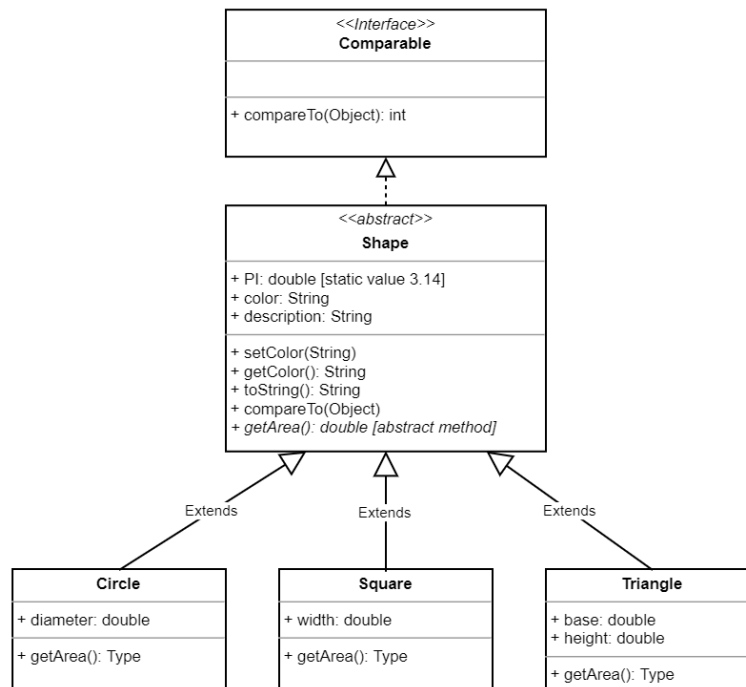 <<Interface>>
Comparable
+ compareTo(Object): int
<<abstract>>
Shape
+ PI: double [static value 3.14]
+ color: String
+ description: String
+ setColor(String)
+ getColor(): String
+ toString(): String
+ compareTo(Object)
+ getArea(): double [abstract method]
Extends
Extends
Extends
Circle
+ diameter: double
+ getArea(): Type
Square
+ width: double
+ getArea(): Type
Triangle
+ base: double
+ height: double
+ getArea(): Type